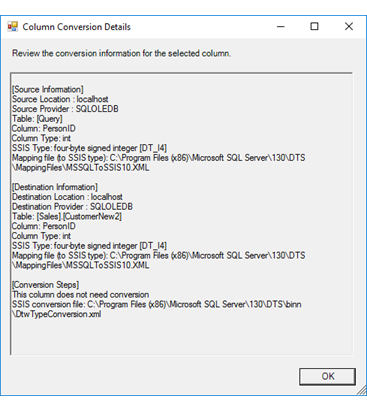 Column Conversion Details
Review the conversion information for the selected column.
[Source Information]
Source Location : localhost
Source Provider : SQLOLEDB
Table: [Query]
Column: PersonID
Column Type: int
SSIS Type: four-byte signed integer [DT_I4]
Mapping file (to SSIS type): C:\Program Files (x86)\Microsoft SQL Server\130\DTS
\MappingFiles\MSSQLToSSIS10.XML
[Destination Information]
Destination Location : localhost
Destination Provider : SQLOLEDB
Table: [Sales].[CustomerNew2]
Column: PersonID
Column Type: int
SSIS Type: four-byte signed integer [DT_I4]
Mapping file (to SSIS type): C:\Program Files (x86)\Microsoft SQL Server\130\DTS
\MappingFiles\MSSQLToSSIS10.XML
[Conversion Steps]
This column does not need conversion
SSIS conversion file: C:\Program Files (x86)\Microsoft SQL Server\130\DTS\binn
\DtwTypeConversion.xml
OK